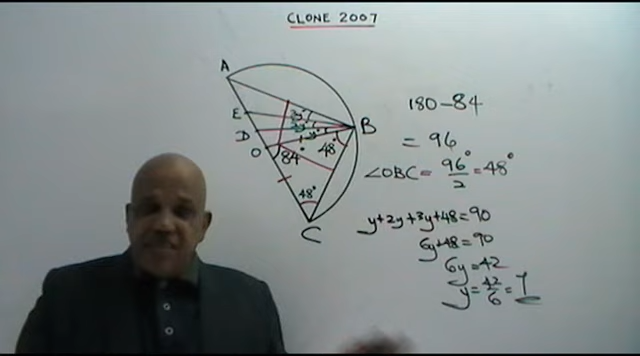 CLONE 2007
A
E
D
O
B
C
84°
48°
48°
180-84
= 96
∠OBC = 96°/2 = 48°
y+2y+3y+48=90
6y+48=90
6y=42
y=42/6=7